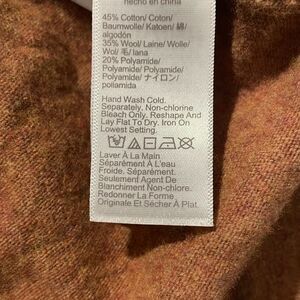 hecho en china
45% Cotton/ Coton/
Baumwolle/ Katoen/ 綿/
algodón
35% Wool/ Laine/ Wolle/
Wol/ 毛/ lana
20% Polyamide/
Polyamide/ Polyamid/
Polyamide/ ナイロン/
poliamida
Hand Wash Cold.
Separately. Non-chlorine
Bleach Only. Reshape And
Lay Flat To Dry. Iron On
Lowest Setting.
Laver À La Main
Séparément À L'eau
Froide. Séparément.
Seulement Agent De
Blanchiment Non-chlore.
Redonner La Forme
Originale Et Sécher À Plat.